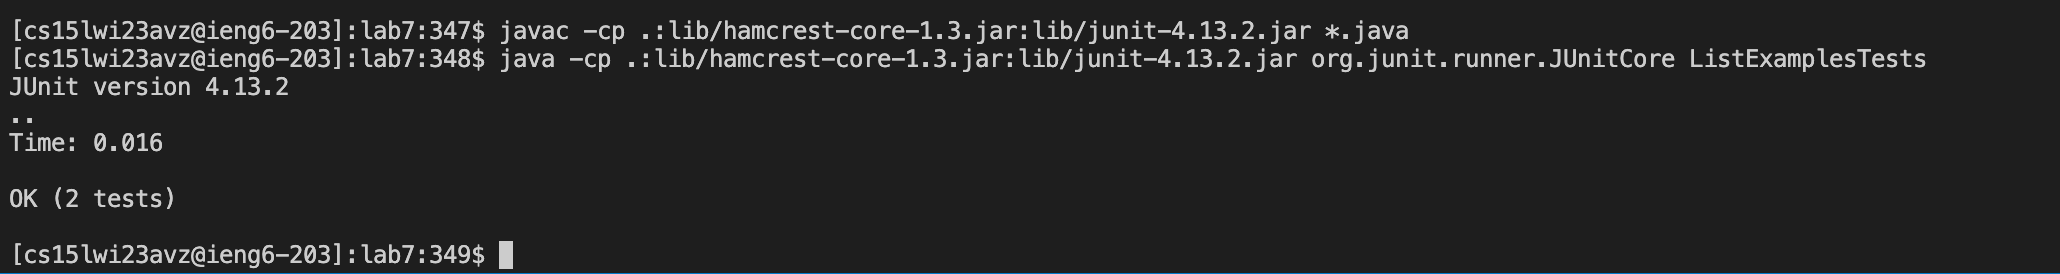 [cs15lwi23avz@ieng6-203]:lab7:347$ javac -cp .:lib/hamcrest-core-1.3.jar:lib/junit-4.13.2.jar *.java
[cs15lwi23avz@ieng6-203]:lab7:348$ java -cp .:lib/hamcrest-core-1.3.jar:lib/junit-4.13.2.jar org.junit.runner.JUnitCore ListExamplesTests
JUnit version 4.13.2
..
Time: 0.016
OK (2 tests)
[cs15lwi23avz@ieng6-203]:lab7:349$